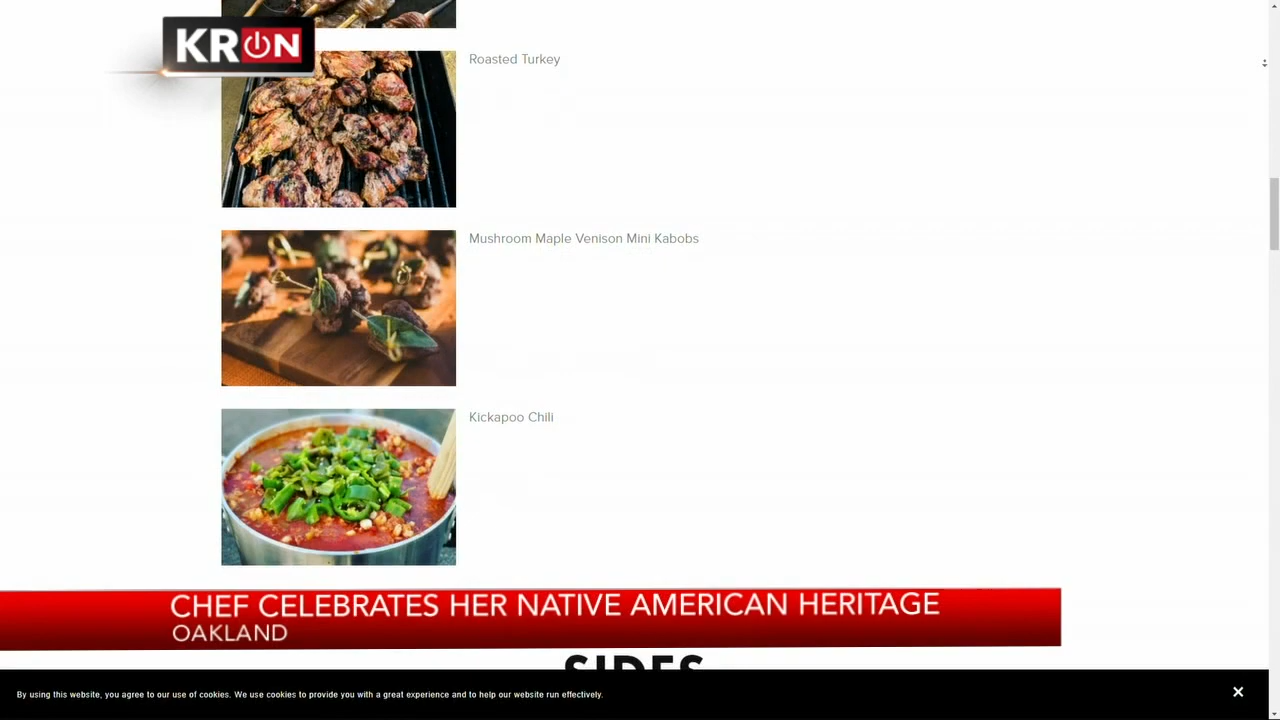 KRON
Roasted Turkey
Mushroom Maple Venison Mini Kabobs
Kickapoo Chili
CHEF CELEBRATES HER NATIVE AMERICAN HERITAGE
OAKLAND
SIDES
By using this website, you agree to our use of cookies. We use cookies to provide you with a great experience and to help our website run effectively.